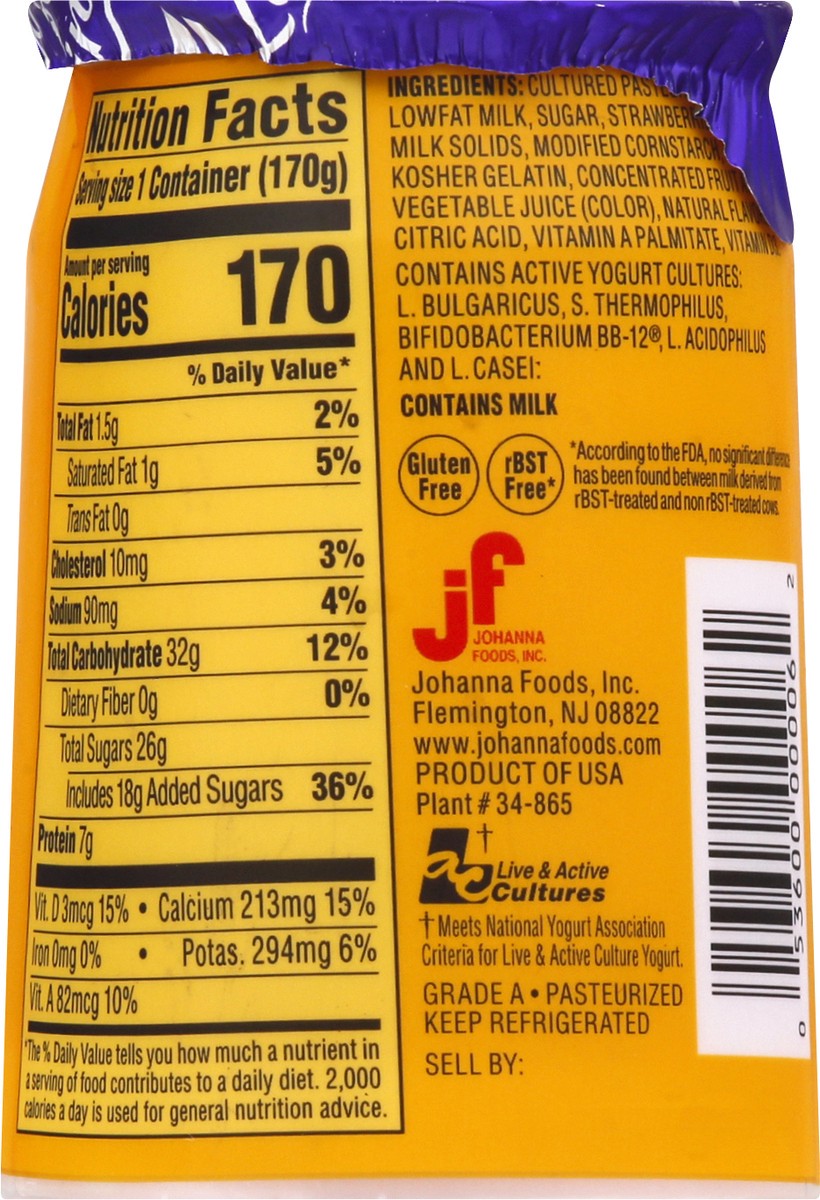 Nutrition Facts
Serving size 1 Container (170g)
Amount per serving
Calories 170
% Daily Value*
Total Fat 1.5g 2%
Saturated Fat 1g 5%
Trans Fat 0g
Cholesterol 10mg 3%
Sodium 90mg 4%
Total Carbohydrate 32g 12%
Dietary Fiber 0g 0%
Total Sugars 26g
Includes 18g Added Sugars 36%
Protein 7g
Vit. D 3mcg 15% • Calcium 213mg 15%
Iron 0mg 0% • Potas. 294mg 6%
Vit. A 82mcg 10%
*The % Daily Value tells you how much a nutrient in
a serving of food contributes to a daily diet. 2,000
calories a day is used for general nutrition advice.
INGREDIENTS: CULTURED
LOWFAT MILK, SUGAR,
MILK SOLIDS, MODIFIED
KOSHER GELATIN, CONCENTRATED
VEGETABLE JUICE (COLOR), NATURAL
CITRIC ACID, VITAMIN A PALMITATE, VITAMIN
CONTAINS ACTIVE YOGURT CULTURES:
L. BULGARICUS, S. THERMOPHILUS,
BIFIDOBACTERIUM BB-12®, L. ACIDOPHILUS
AND L. CASEI:
CONTAINS MILK
Gluten
Free
rBST
Free*
*According to the FDA, no significant difference
has been found between milk derived from
rBST-treated and non rBST-treated cows.
jf
JOHANNA
FOODS, INC.
Johanna Foods, Inc.
Flemington, NJ 08822
www.johannafoods.com
PRODUCT OF USA
Plant # 34-865
ac †
Live & Active
Cultures
† Meets National Yogurt Association
Criteria for Live & Active Culture Yogurt.
GRADE A • PASTEURIZED
KEEP REFRIGERATED
SELL BY:
0 53600 00006 2